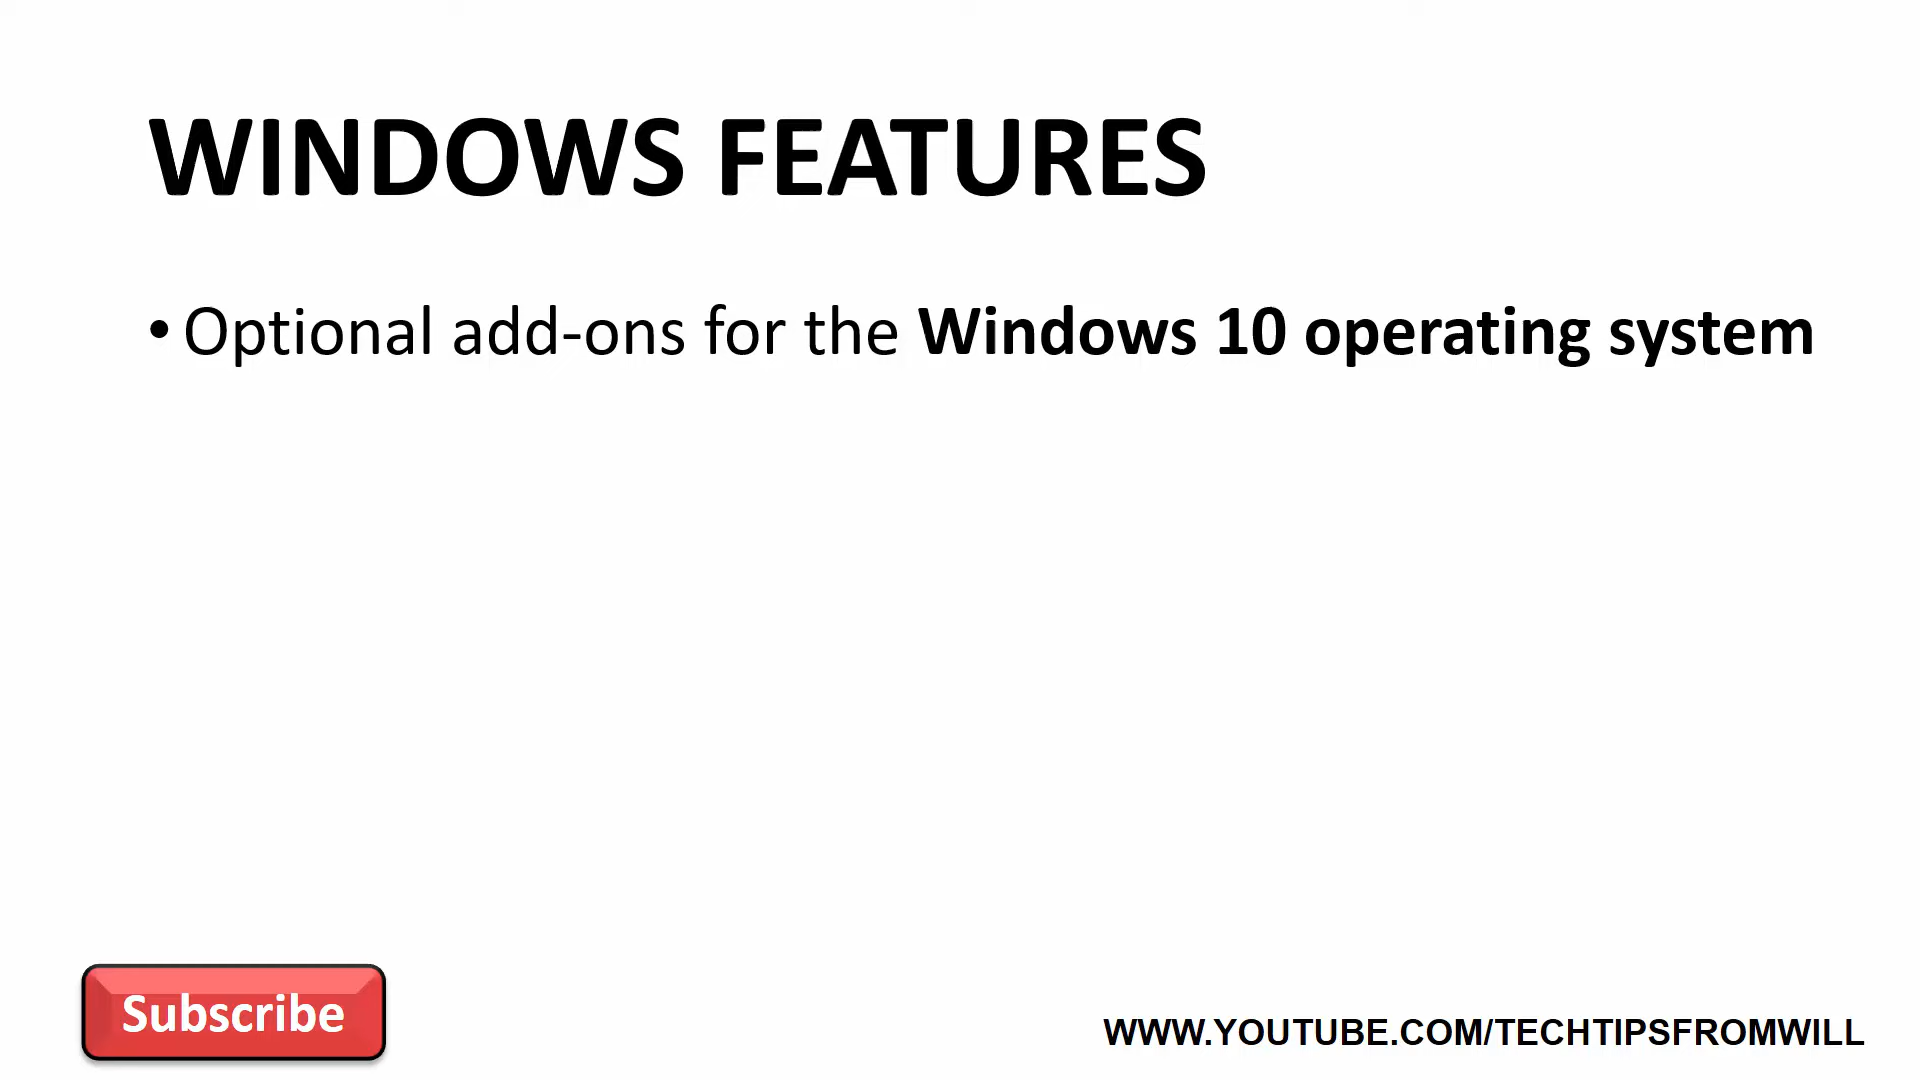 WINDOWS FEATURES
• Optional add-ons for the Windows 10 operating system
Subscribe
WWW.YOUTUBE.COM/TECHTIPSFROMWILL